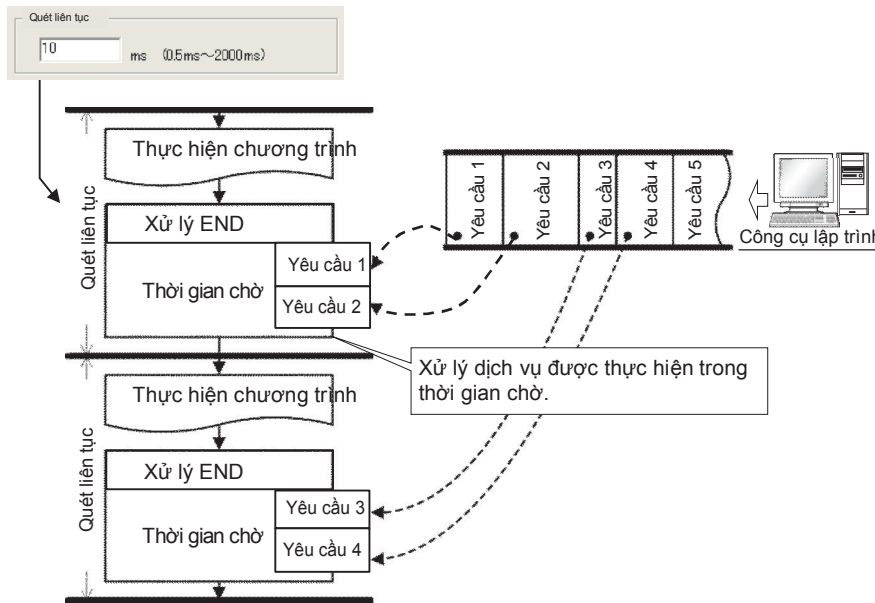 Quét liên tục
10
ms (0.5ms～2000ms)
Quét liên tục
Thực hiện chương trình
Xử lý END
Thời gian chờ
Yêu cầu 1
Yêu cầu 2
Yêu cầu 1
Yêu cầu 2
Yêu cầu 3
Yêu cầu 4
Yêu cầu 5
Công cụ lập trình
Xử lý dịch vụ được thực hiện trong
thời gian chờ.
Quét liên tục
Thực hiện chương trình
Xử lý END
Thời gian chờ
Yêu cầu 3
Yêu cầu 4